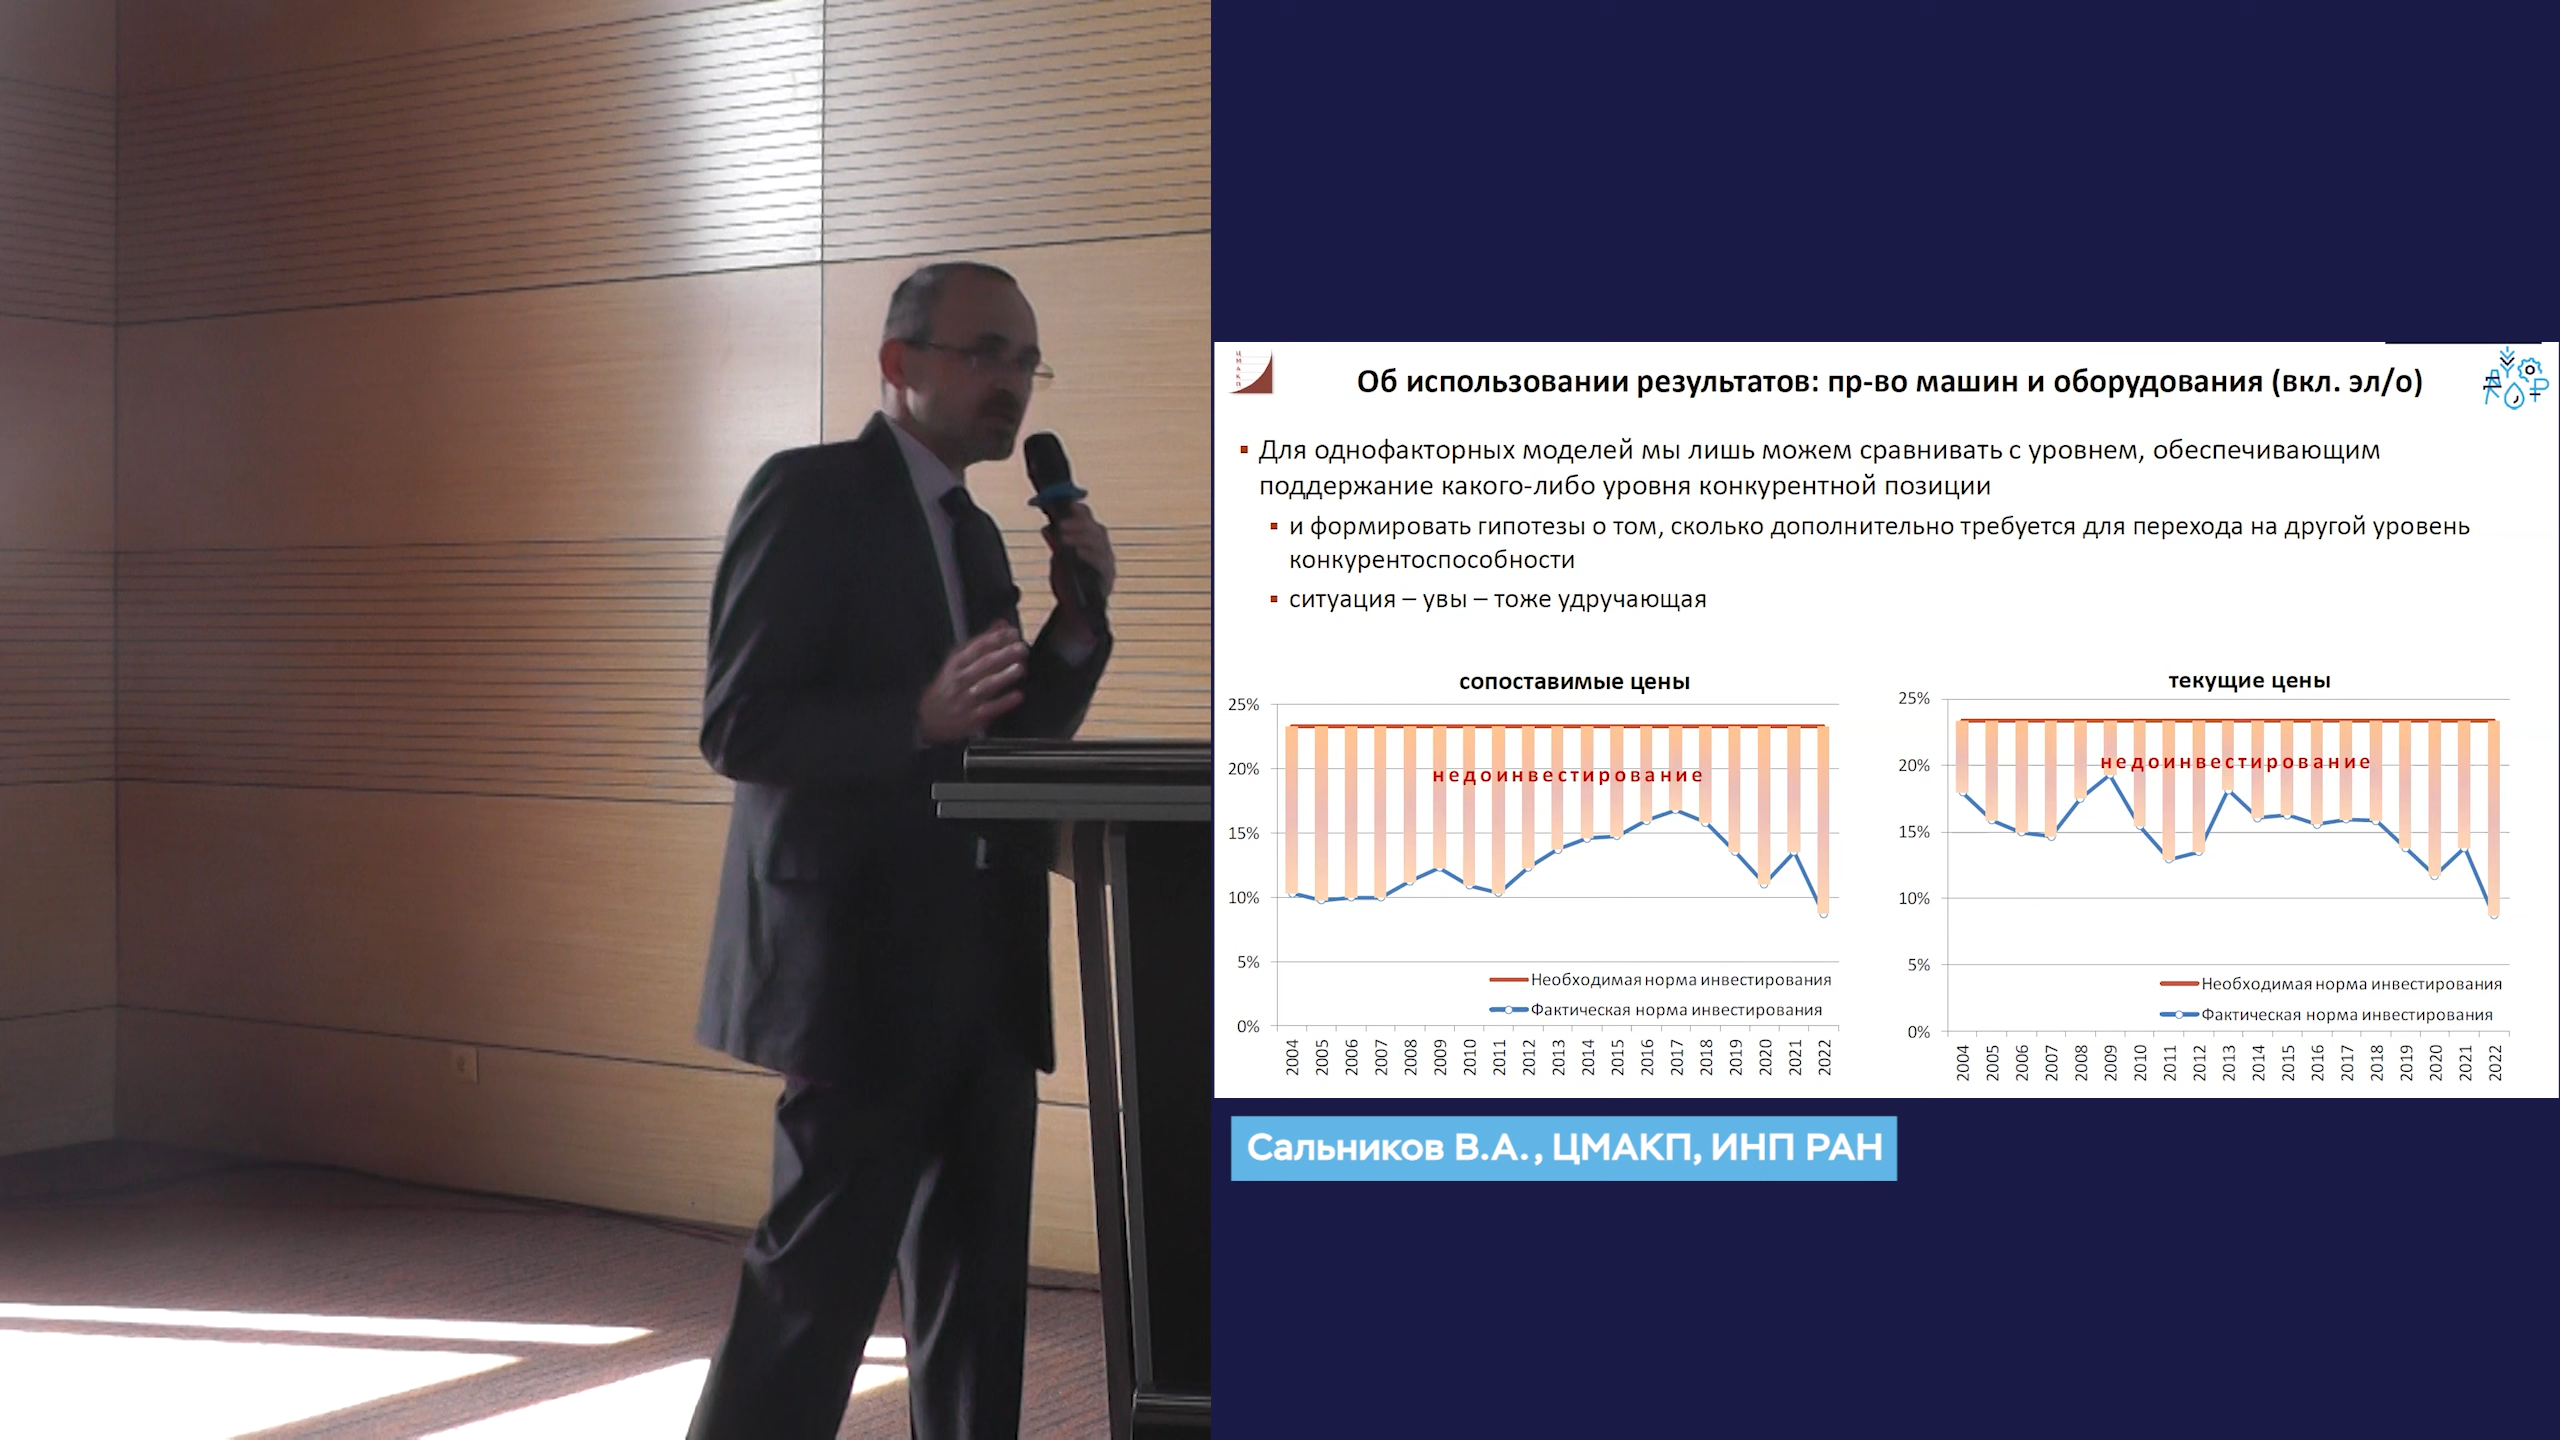 ЦМАКП
Об использовании результатов: пр-во машин и оборудования (вкл. эл/о)
Для однофакторных моделей мы лишь можем сравнивать с уровнем, обеспечивающим
поддержание какого-либо уровня конкурентной позиции
и формировать гипотезы о том, сколько дополнительно требуется для перехода на другой уровень
конкурентоспособности
ситуация – увы – тоже удручающая
сопоставимые цены
25%
20%
15%
10%
5%
0%
недоинвестирование
Необходимая норма инвестирования
Фактическая норма инвестирования
2004 2005 2006 2007 2008 2009 2010 2011 2012 2013 2014 2015 2016 2017 2018 2019 2020 2021 2022
текущие цены
25%
20%
15%
10%
5%
0%
недоинвестирование
Необходимая норма инвестирования
Фактическая норма инвестирования
2004 2005 2006 2007 2008 2009 2010 2011 2012 2013 2014 2015 2016 2017 2018 2019 2020 2021 2022
Сальников В.А., ЦМАКП, ИНП РАН